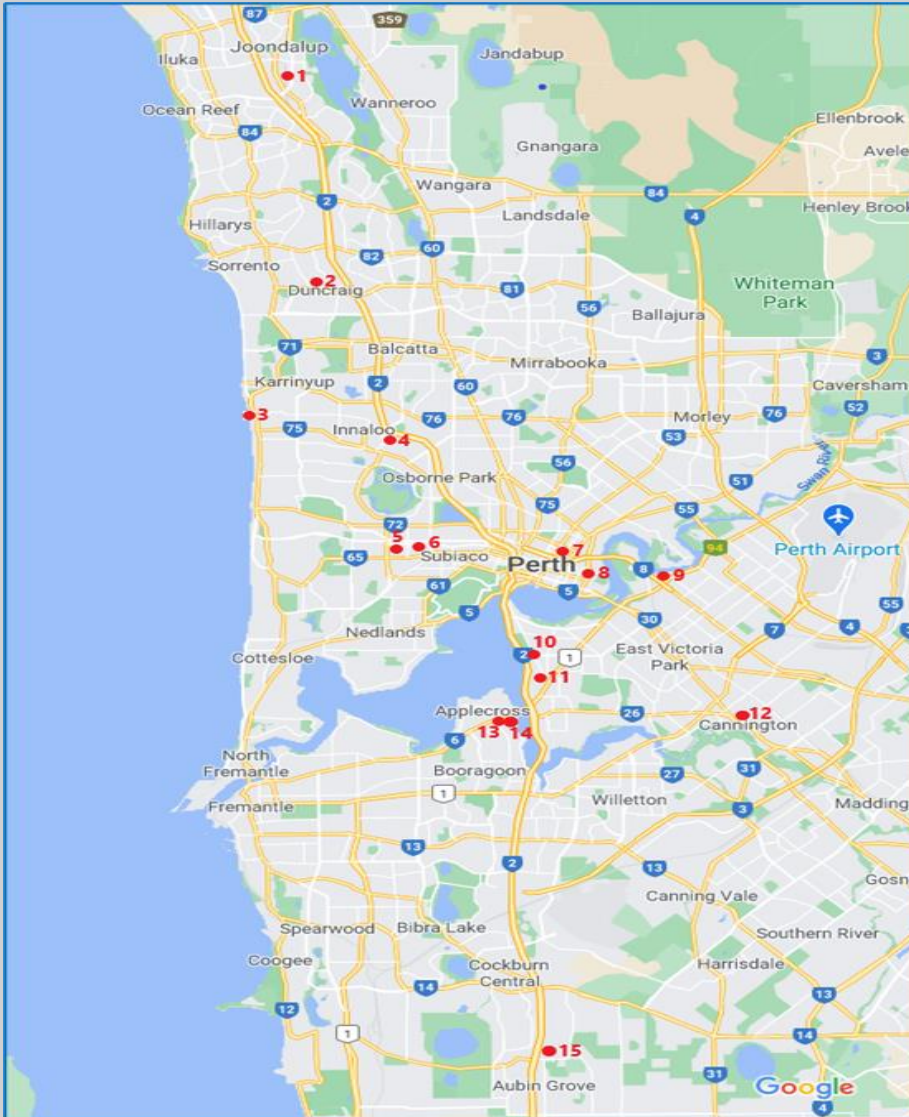 87
359
Joondalup
Iluka
Jandabup
1
Wanneroo
Ocean Reef
Ellenbrook
84
Gnangara
Avele
Wangara
84
2
Landsdale
Henley Brook
4
Hillarys
60
82
Sorrento
2
Duncraig
81
Whiteman
Park
56
Ballajura
71
Balcatta
3
Mirrabooka
Karrinyup
2
60
Caversham
3
76
76
Morley
76
52
75
Innaloo
4
53
Swan Riv
56
Osborne Park
51
75
55
72
5
6
7
94
65
Subiaco
Perth
8
8
9
Perth Airport
61
5
5
55
30
7
4
Nedlands
10
2
1
East Victoria
Park
Cottesloe
11
Applecross
26
12
13
14
Cannington
6
North
Fremantle
Booragoon
31
27
1
Willetton
3
Fremantle
Madding
13
2
13
Gosn
Canning Vale
Spearwood
Bibra Lake
Southern River
Coogee
Cockburn
Central
Harrisdale
14
13
12
1
14
15
Aubin Grove
31
Google
4